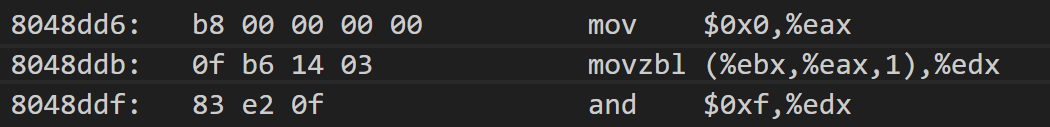 8048dd6: b8 00 00 00 00 mov $0x0,%eax
8048ddb: 0f b6 14 03 movzbl (%ebx,%eax,1),%edx
8048ddf: 83 e2 0f and $0xf,%edx